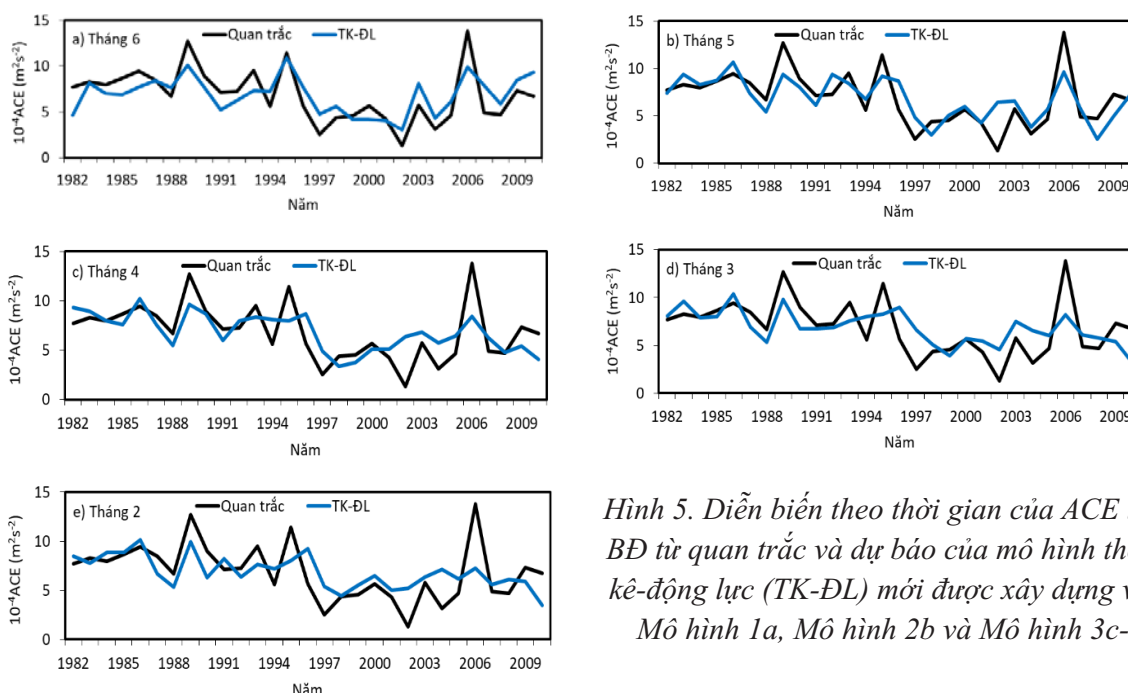 a) Tháng 6
Quan trắc
TK-ĐL
10⁻⁴ACE (m²s⁻²)
15
10
5
0
1982 1985 1988 1991 1994 1997 2000 2003 2006 2009
Năm
b) Tháng 5
Quan trắc
TK-ĐL
10⁻⁴ACE (m²s⁻²)
15
10
5
0
1982 1985 1988 1991 1994 1997 2000 2003 2006 2009
Năm
c) Tháng 4
Quan trắc
TK-ĐL
10⁻⁴ACE (m²s⁻²)
15
10
5
0
1982 1985 1988 1991 1994 1997 2000 2003 2006 2009
Năm
d) Tháng 3
Quan trắc
TK-ĐL
10⁻⁴ACE (m²s⁻²)
15
10
5
0
1982 1985 1988 1991 1994 1997 2000 2003 2006 2009
Năm
e) Tháng 2
Quan trắc
TK-ĐL
10⁻⁴ACE (m²s⁻²)
15
10
5
0
1982 1985 1988 1991 1994 1997 2000 2003 2006 2009
Năm
Hình 5. Diễn biến theo thời gian của ACE
BĐ từ quan trắc và dự báo của mô hình
kê-động lực (TK-ĐL) mới được xây dựng
Mô hình 1a, Mô hình 2b và Mô hình 3c-